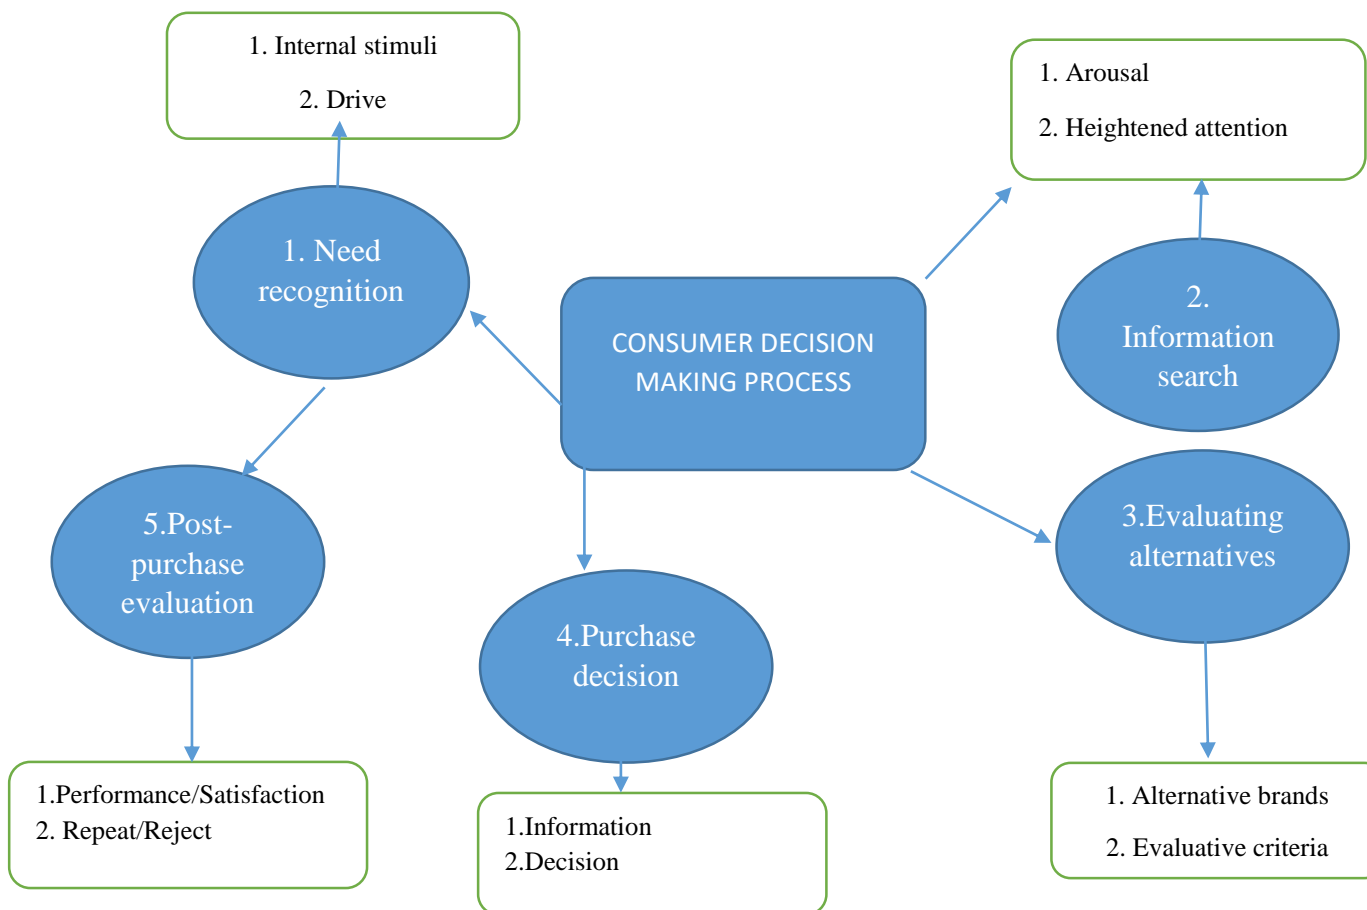 1. Internal stimuli
2. Drive
1. Arousal
2. Heightened attention
1. Need
recognition
CONSUMER DECISION
MAKING PROCESS
2.
Information
search
3.Evaluating
alternatives
5.Post-
purchase
evaluation
4.Purchase
decision
1.Performance/Satisfaction
2. Repeat/Reject
1.Information
2.Decision
1. Alternative brands
2. Evaluative criteria